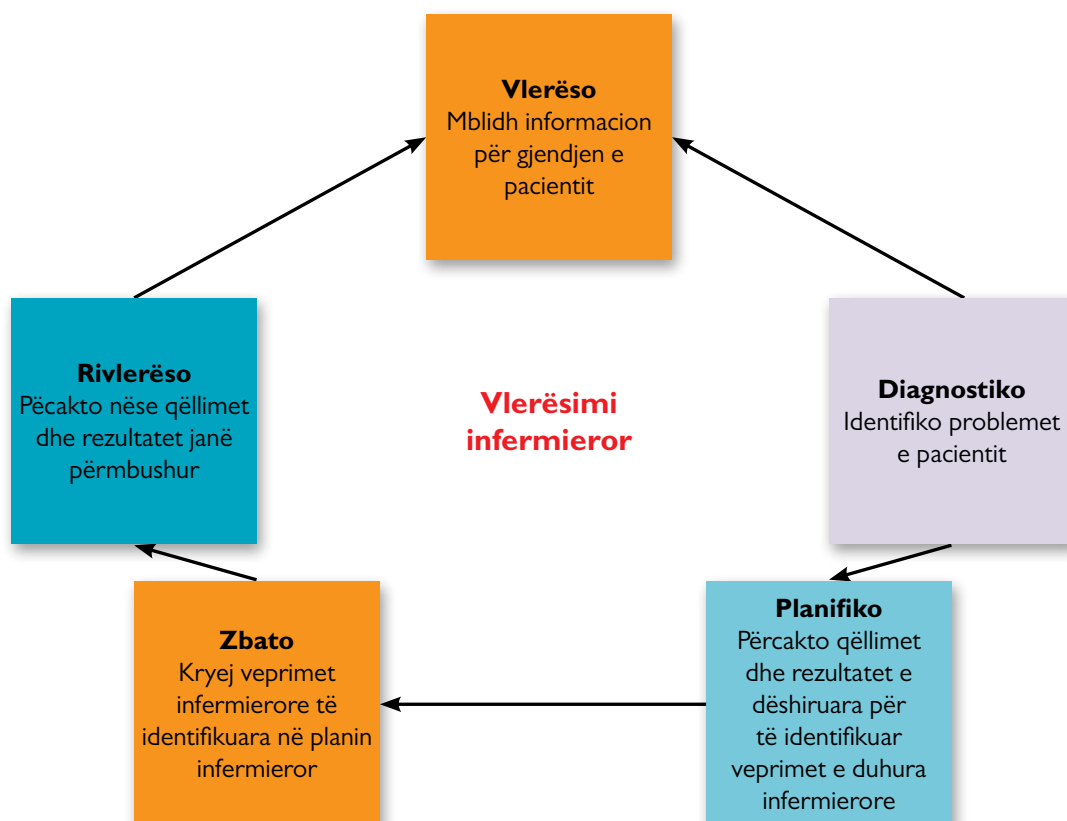 Vlerëso
Mblidh informacion
për gjendjen e
pacientit
Rivlerëso
Pëcakto nëse qëllimet
dhe rezultatet janë
përmbushur
Vlerësimi
infermieror
Diagnostiko
Identifiko problemet
e pacientit
Zbato
Kryej veprimet
infermierore të
identifikuara në planin
infermieror
Planifiko
Përcakto qëllimet
dhe rezultatet e
dëshiruara për
të identifikuar
veprimet e duhura
infermierore